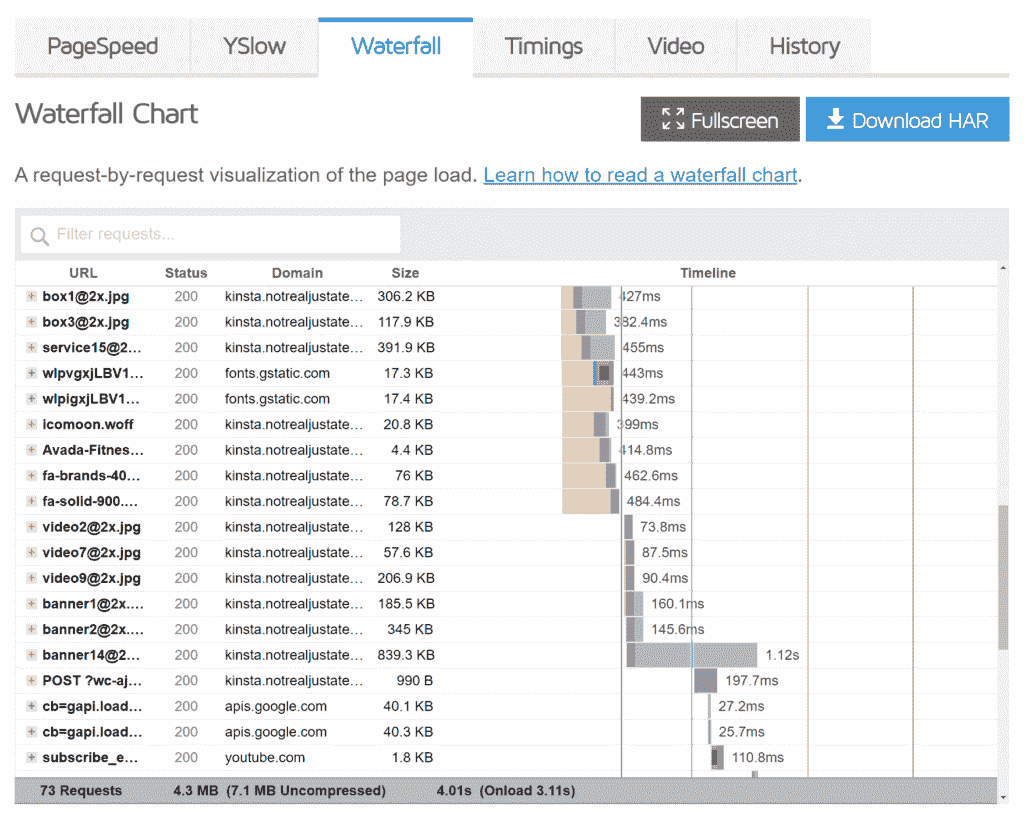 PageSpeed YSlow Waterfall Timings Video History
Waterfall Chart
Fullscreen Download HAR
A request-by-request visualization of the page load. Learn how to read a waterfall chart.
Filter requests...
URL Status Domain Size Timeline
box1@2x.jpg 200 kinsta.notrealjustate… 306.2 KB 427ms
box3@2x.jpg 200 kinsta.notrealjustate… 117.9 KB 382.4ms
service15@2… 200 kinsta.notrealjustate… 391.9 KB 455ms
wlpvgxjLBV1… 200 fonts.gstatic.com 17.3 KB 443ms
wlpigxjLBV1… 200 fonts.gstatic.com 17.4 KB 439.2ms
icomoon.woff 200 kinsta.notrealjustate… 20.8 KB 399ms
Avada-Fitnes… 200 kinsta.notrealjustate… 4.4 KB 414.8ms
fa-brands-40… 200 kinsta.notrealjustate… 76 KB 462.6ms
fa-solid-900.… 200 kinsta.notrealjustate… 78.7 KB 484.4ms
video2@2x.jpg 200 kinsta.notrealjustate… 128 KB 73.8ms
video7@2x.jpg 200 kinsta.notrealjustate… 57.6 KB 87.5ms
video9@2x.jpg 200 kinsta.notrealjustate… 206.9 KB 90.4ms
banner1@2x.… 200 kinsta.notrealjustate… 185.5 KB 160.1ms
banner2@2x.… 200 kinsta.notrealjustate… 345 KB 145.6ms
banner14@2… 200 kinsta.notrealjustate… 839.3 KB 1.12s
POST ?wc-aj… 200 kinsta.notrealjustate… 990 B 197.7ms
cb=gapi.load… 200 apis.google.com 40.1 KB 27.2ms
cb=gapi.load… 200 apis.google.com 40.3 KB 25.7ms
subscribe_e… 200 youtube.com 1.8 KB 110.8ms
73 Requests 4.3 MB (7.1 MB Uncompressed) 4.01s (Onload 3.11s)